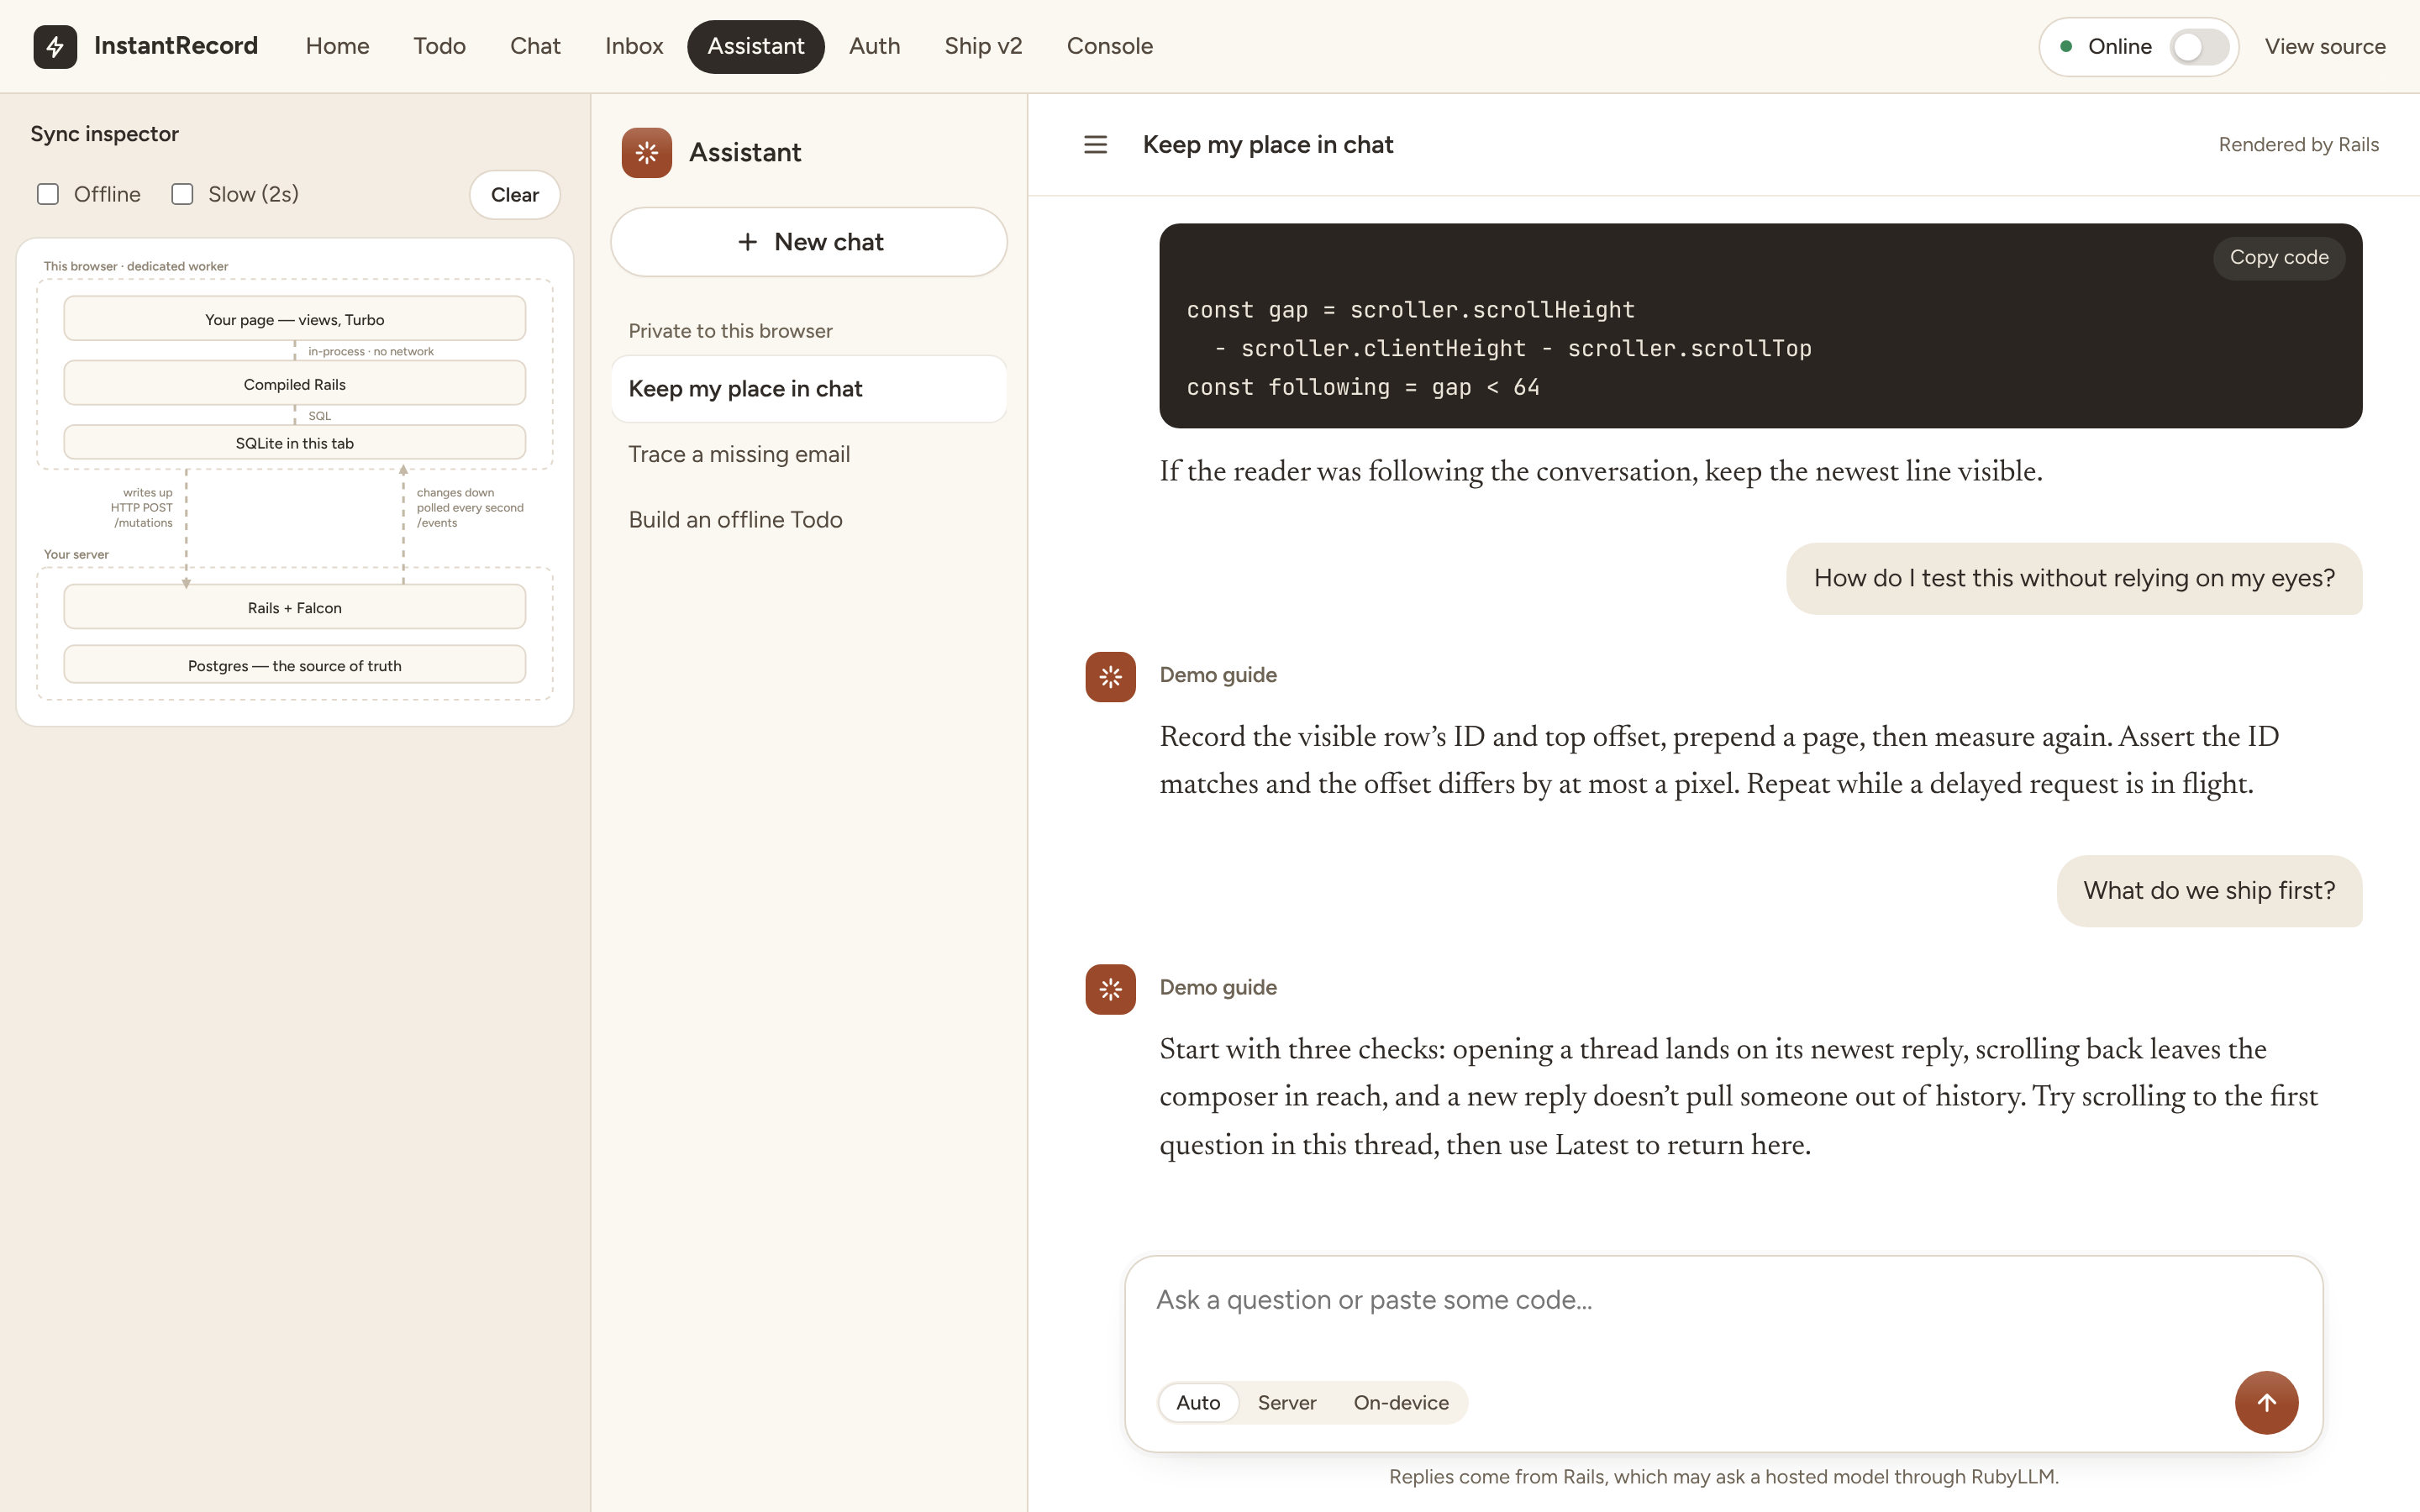 InstantRecord
Home
Todo
Chat
Inbox
Assistant
Auth
Ship v2
Console
Online
View source
Sync inspector
Offline
Slow (2s)
Clear
This browser · dedicated worker
Your page — views, Turbo
in-process · no network
Compiled Rails
SQL
SQLite in this tab
writes up
HTTP POST
/mutations
changes down
polled every second
/events
Your server
Rails + Falcon
Postgres — the source of truth
Assistant
New chat
Private to this browser
Keep my place in chat
Trace a missing email
Build an offline Todo
Keep my place in chat
Rendered by Rails
Copy code
const gap = scroller.scrollHeight
  - scroller.clientHeight - scroller.scrollTop
const following = gap < 64
If the reader was following the conversation, keep the newest line visible.
How do I test this without relying on my eyes?
Demo guide
Record the visible row’s ID and top offset, prepend a page, then measure again. Assert the ID
matches and the offset differs by at most a pixel. Repeat while a delayed request is in flight.
What do we ship first?
Demo guide
Start with three checks: opening a thread lands on its newest reply, scrolling back leaves the
composer in reach, and a new reply doesn’t pull someone out of history. Try scrolling to the first
question in this thread, then use Latest to return here.
Ask a question or paste some code...
Auto
Server
On-device
Replies come from Rails, which may ask a hosted model through RubyLLM.